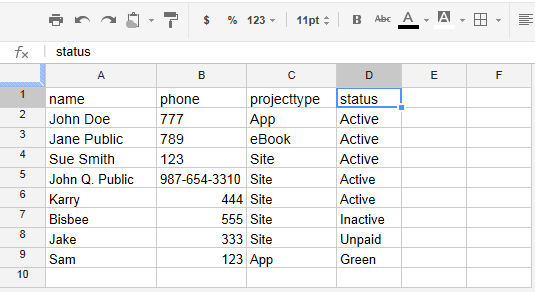 $ % 123 11pt B Abc A A
fx status
A B C D E F
1 name phone projecttype status
2 John Doe 777 App Active
3 Jane Public 789 eBook Active
4 Sue Smith 123 Site Active
5 John Q. Public 987-654-3310 Site Active
6 Karry 444 Site Active
7 Bisbee 555 Site Inactive
8 Jake 333 Site Unpaid
9 Sam 123 App Green
10